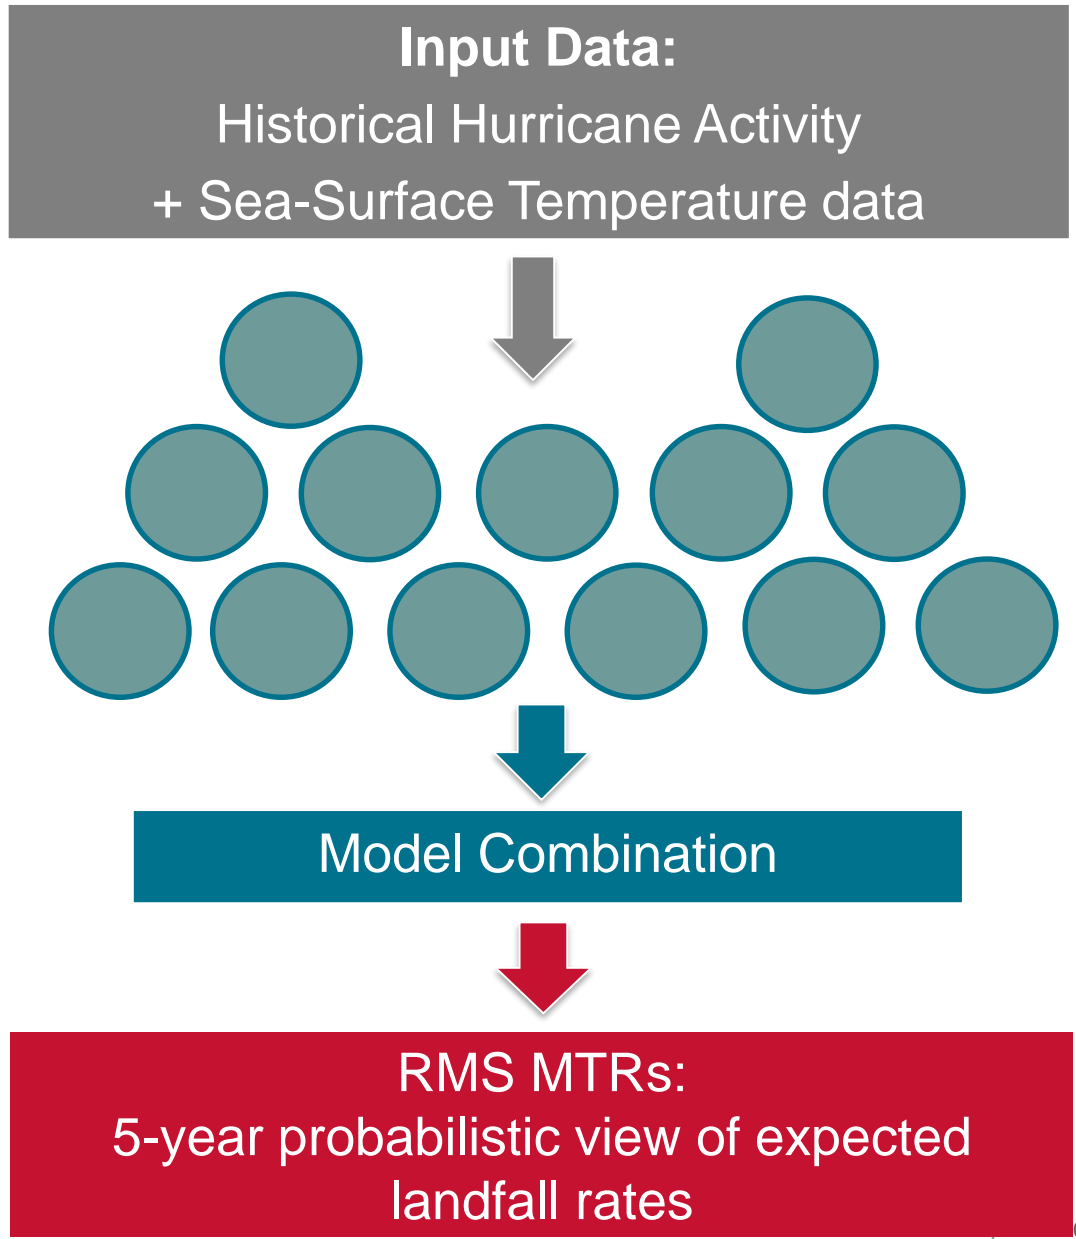 Input Data:
Historical Hurricane Activity
+ Sea-Surface Temperature data
Model Combination
RMS MTRs:
5-year probabilistic view of expected
landfall rates